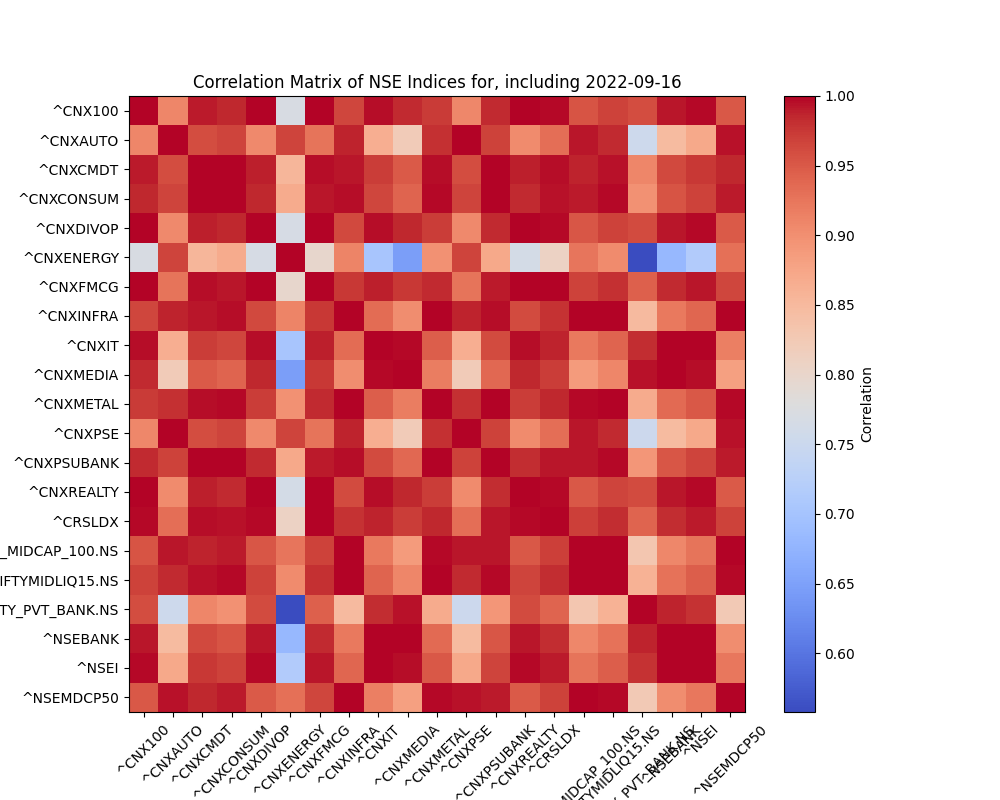 Correlation Matrix of NSE Indices for, including 2022-09-16
^CNX100
^CNXAUTO
^CNXCMDT
^CNXCONSUM
^CNXDIVOP
^CNXENERGY
^CNXFMCG
^CNXINFRA
^CNXIT
^CNXMEDIA
^CNXMETAL
^CNXPSE
^CNXPSUBANK
^CNXREALTY
^CRSLDX
_MIDCAP_100.NS
IFTYMIDLIQ15.NS
TY_PVT_BANK.NS
^NSEBANK
^NSEI
^NSEMDCP50
^CNX100
^CNXAUTO
^CNXCMDT
^CNXCONSUM
^CNXDIVOP
^CNXENERGY
^CNXFMCG
^CNXINFRA
^CNXIT
^CNXMEDIA
^CNXMETAL
^CNXPSE
^CNXPSUBANK
^CNXREALTY
^CRSLDX
MIDCAP_100.NS
TYMIDLIQ15.NS
PVT_BANK.NS
^NSEBANK
^NSEI
^NSEMDCP50
1.00
0.95
0.90
0.85
0.80
0.75
0.70
0.65
0.60
Correlation